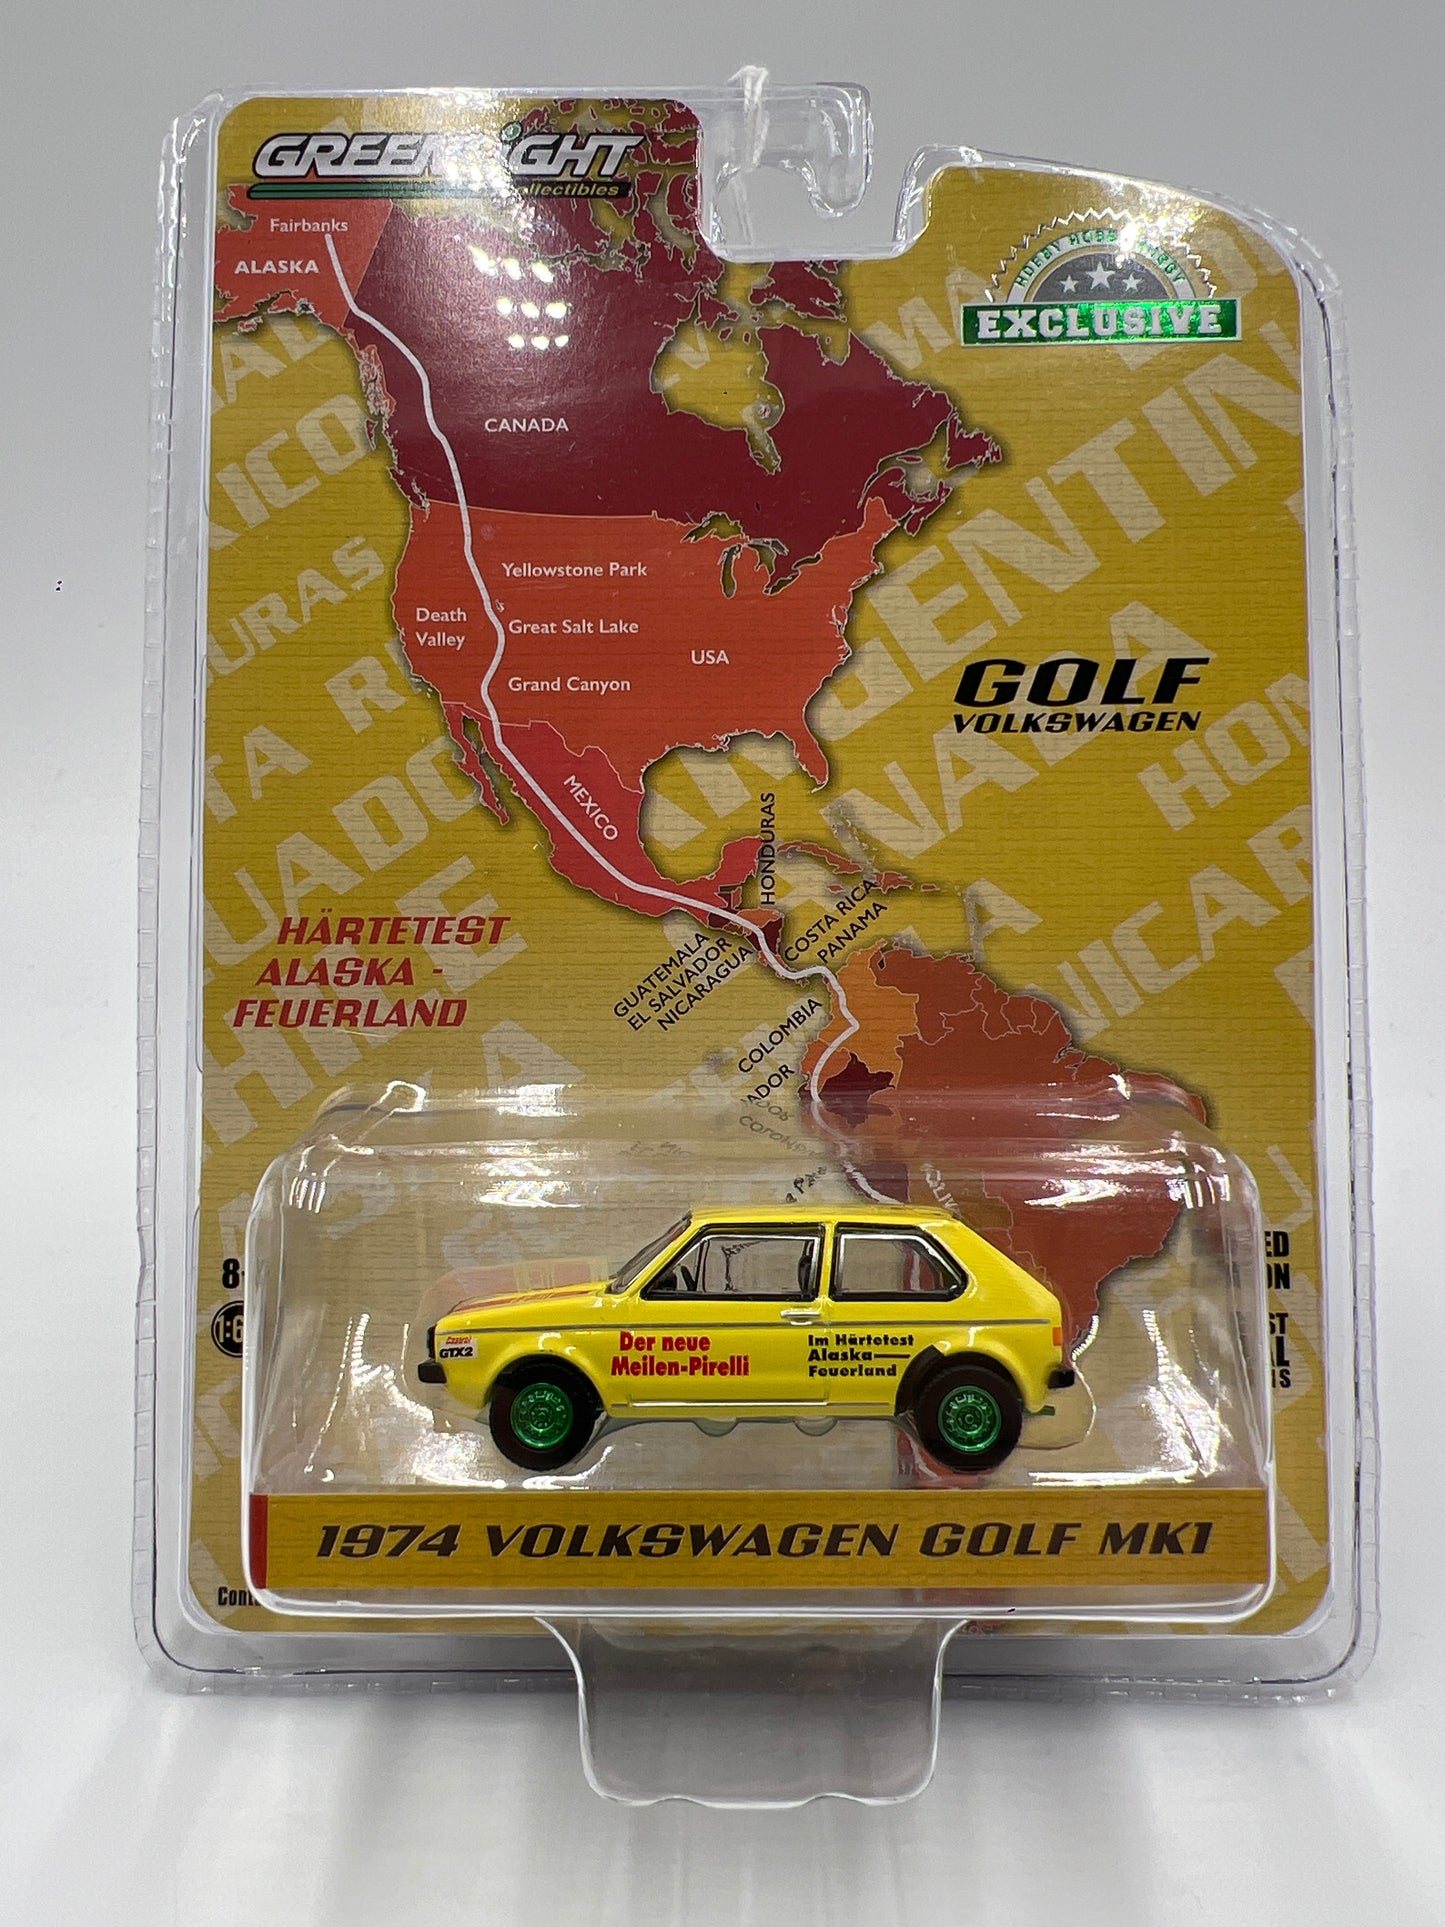 GREENLIGHT
collectibles
Fairbanks
ALASKA
HOBBY EXCLUSIVE
CANADA
Yellowstone Park
Death
Valley
Great Salt Lake
USA
Grand Canyon
GOLF
VOLKSWAGEN
MEXICO
HONDURAS
COSTA RICA
PANAMA
GUATEMALA
EL SALVADOR
NICARAGUA
HÄRTETEST
ALASKA -
FEUERLAND
COLOMBIA
ADOR
Castrol
GTX2
Der neue
Meilen-Pirelli
Im Härtetest
Alaska—
Feuerland
1974 VOLKSWAGEN GOLF MK1